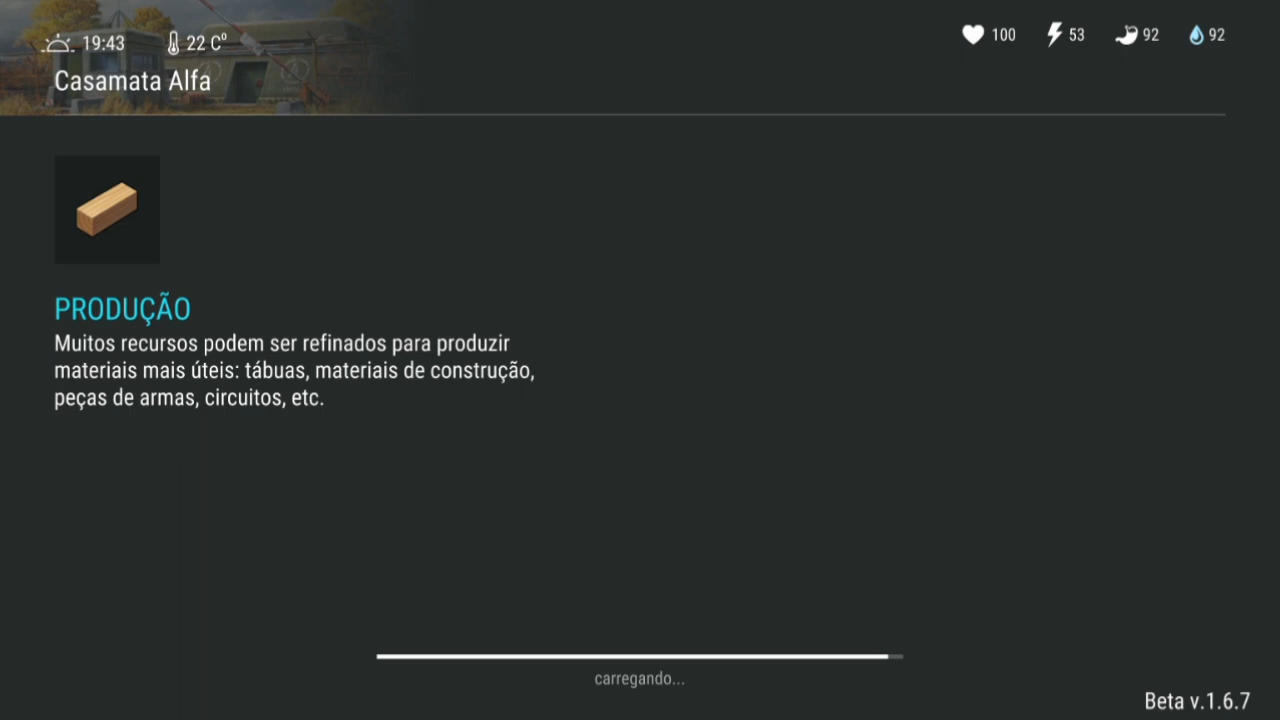 19:43
22 Cº
100
53
92
92
Casamata Alfa
PRODUÇÃO
Muitos recursos podem ser refinados para produzir
materiais mais úteis: tábuas, materiais de construção,
peças de armas, circuitos, etc.
carregando...
Beta v.1.6.7